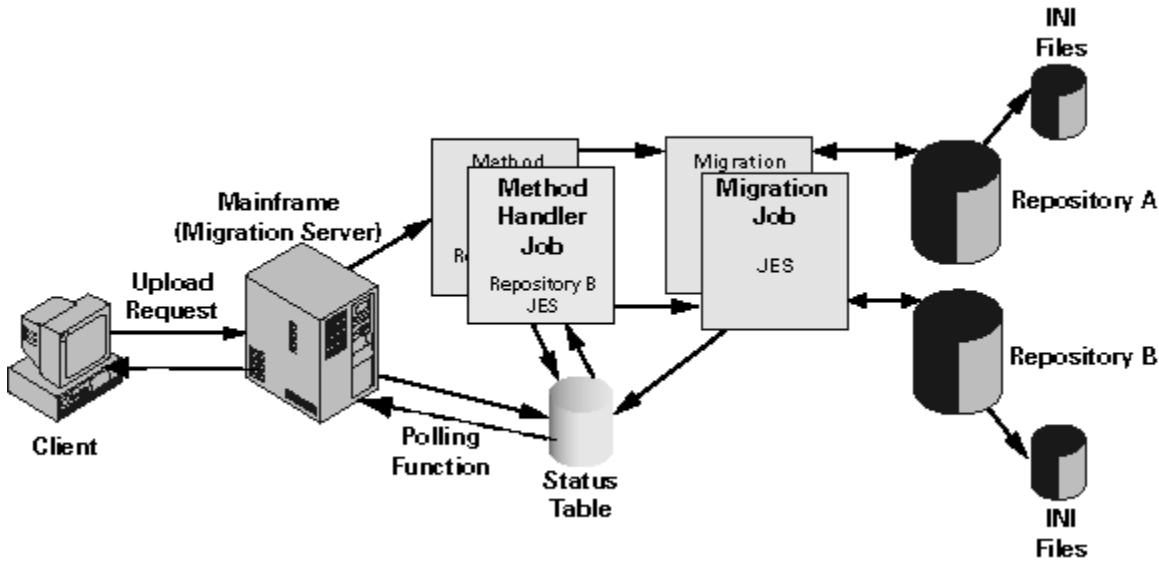 INI
Files
Method
Migration
Method
Handler
Job
Migration
Job
Mainframe
(Migration Server)
Repository A
Repository B
JES
JES
Upload
Request
Repository B
Client
Polling
Function
Status
Table
INI
Files